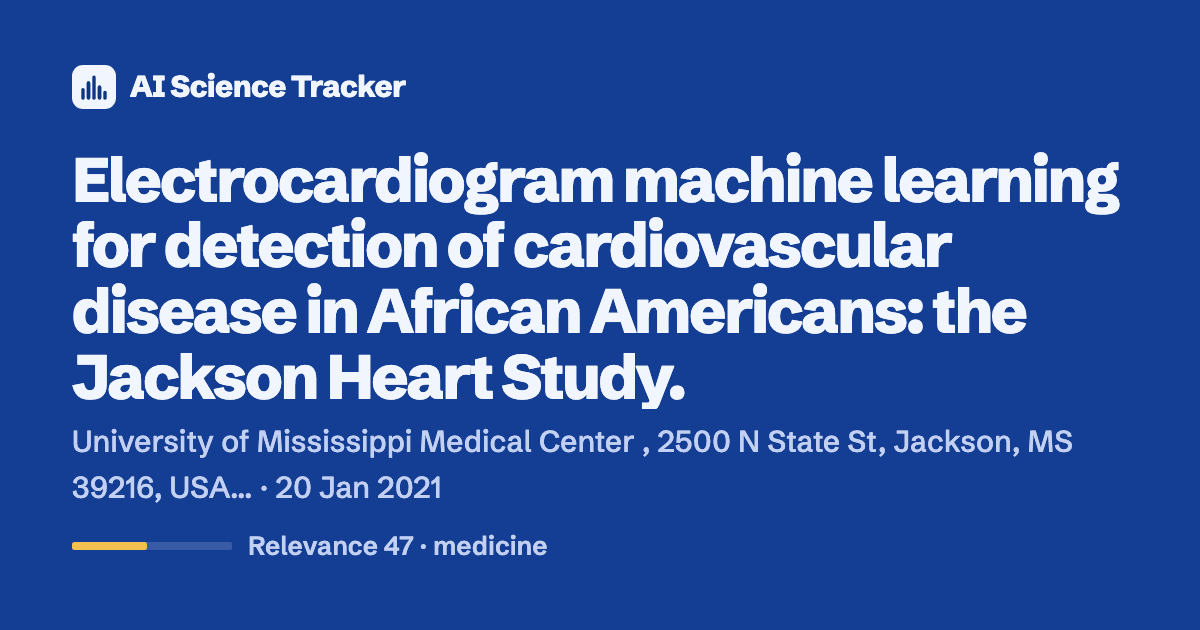 AI Science Tracker
Electrocardiogram machine learning
for detection of cardiovascular
disease in African Americans: the
Jackson Heart Study.
University of Mississippi Medical Center , 2500 N State St, Jackson, MS
39216, USA... · 20 Jan 2021
Relevance 47 · medicine